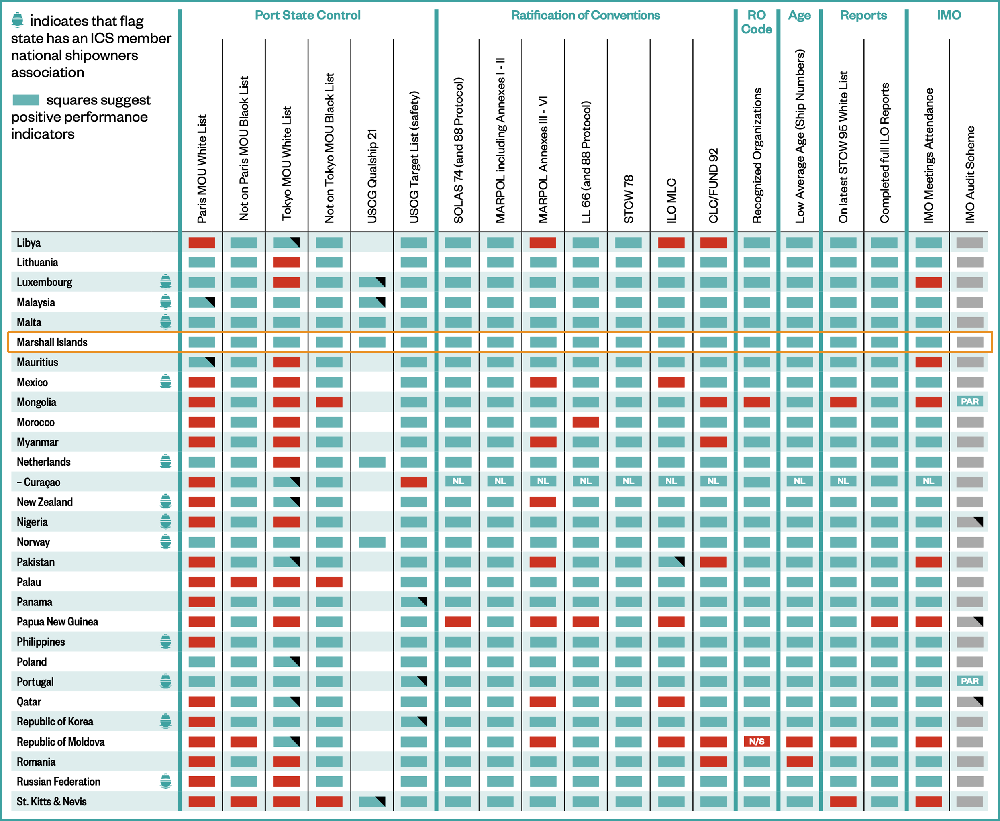 indicates that flag
state has an ICS member
national shipowners
association
squares suggest
positive performance
indicators
Port State Control
Ratification of Conventions
RO
Code
Age
Reports
IMO
Paris MOU White List
Not on Paris MOU Black List
Tokyo MOU White List
Not on Tokyo MOU Black List
USCG Qualship 21
USCG Target List (safety)
SOLAS 74 (and 88 Protocol)
MARPOL including Annexes I - II
MARPOL Annexes III - VI
LL 66 (and 88 Protocol)
STCW 78
ILO MLC
CLC/FUND 92
Recognized Organizations
Low Average Age (Ship Numbers)
On latest STCW 95 White List
Completed full ILO Reports
IMO Meetings Attendance
IMO Audit Scheme
Libya
Lithuania
Luxembourg
Malaysia
Malta
Marshall Islands
Mauritius
Mexico
Mongolia PAR
Morocco
Myanmar
Netherlands
– Curaçao NL NL NL NL NL NL NL NL NL NL
New Zealand
Nigeria
Norway
Pakistan
Palau
Panama
Papua New Guinea
Philippines
Poland
Portugal PAR
Qatar
Republic of Korea
Republic of Moldova N/S
Romania
Russian Federation
St. Kitts & Nevis